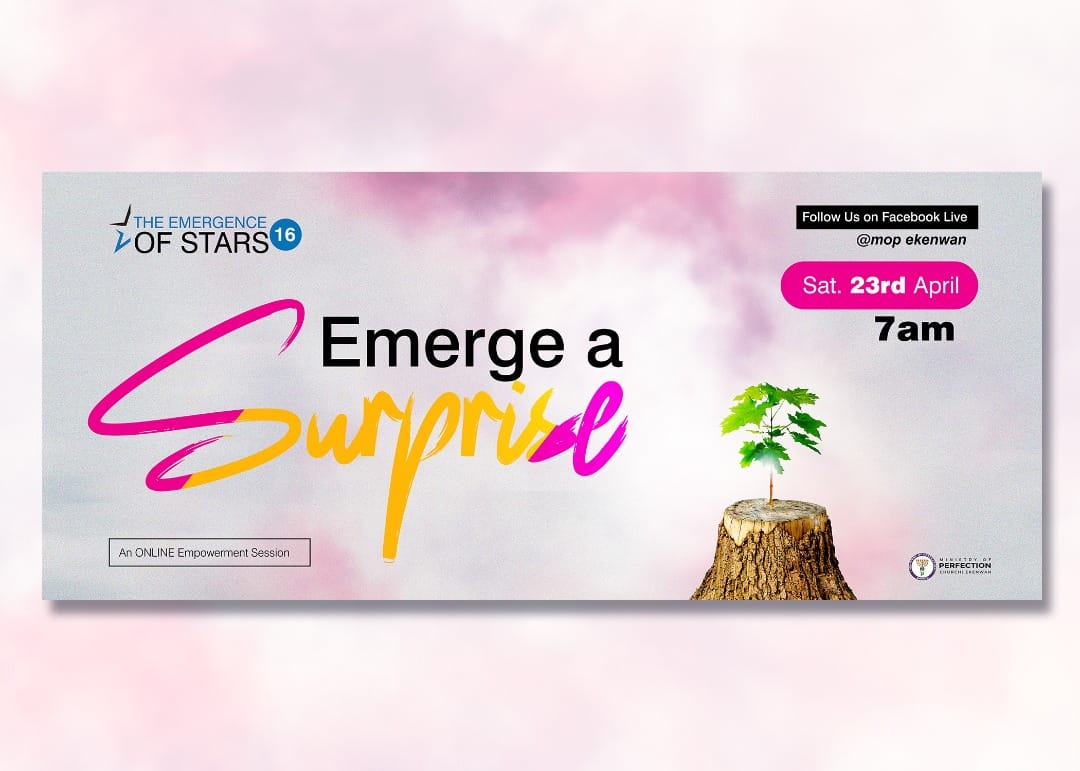 THE EMERGENCE
OF STARS 16
Follow Us on Facebook Live
@mop ekenwan
Sat. 23rd April
7am
Emerge a
Surprise
An ONLINE Empowerment Session
MINISTRY OF
PERFECTION
CHURCH| EKENWAN